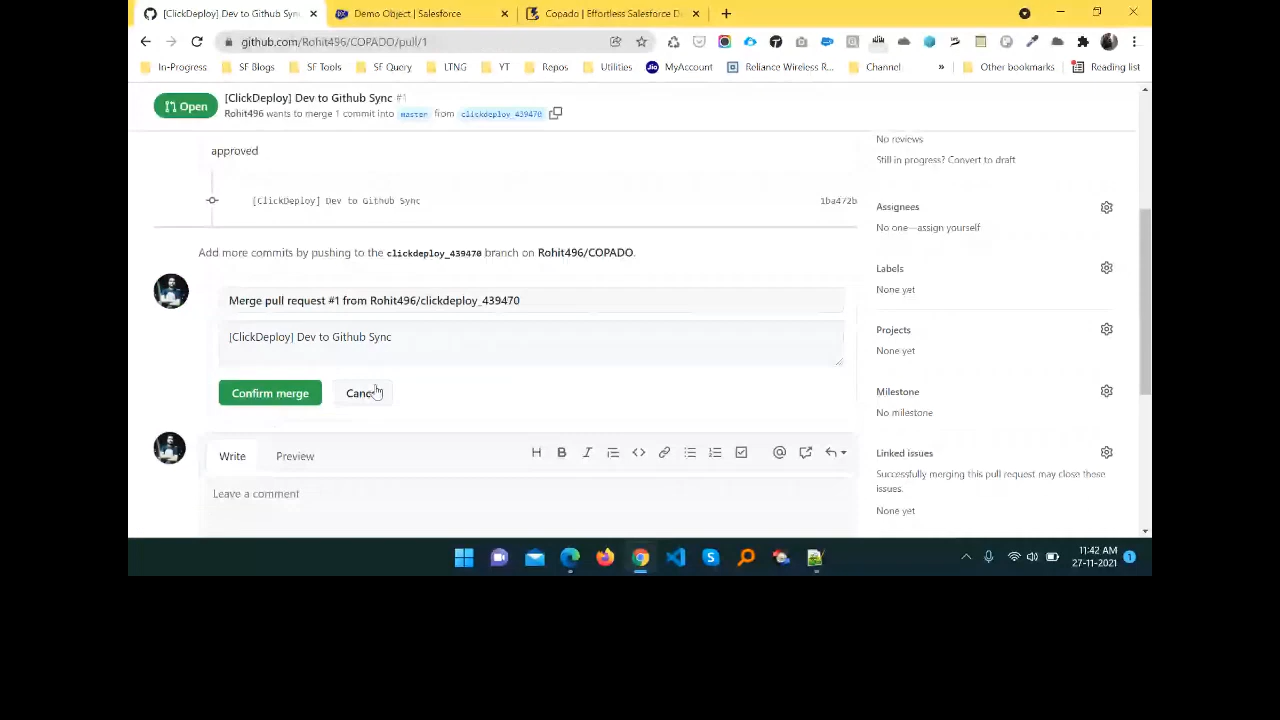 [ClickDeploy] Dev to Github Sync
Demo Object | Salesforce
Copado | Effortless Salesforce D
github.com/Rohit496/COPADO/pull/1
In-Progress
SF Blogs
SF Tools
SF Query
LTNG
YT
Repos
Utilities
MyAccount
Reliance Wireless R...
Channel
»
Other bookmarks
Reading list
Open
[ClickDeploy] Dev to Github Sync #1
Rohit496 wants to merge 1 commit into master from clickdeploy_439470
No reviews
Still in progress? Convert to draft
approved
[ClickDeploy] Dev to Github Sync
1ba472b
Assignees
No one—assign yourself
Add more commits by pushing to the clickdeploy_439470 branch on Rohit496/COPADO.
Labels
None yet
Merge pull request #1 from Rohit496/clickdeploy_439470
[ClickDeploy] Dev to Github Sync
Projects
None yet
Confirm merge
Cancel
Milestone
No milestone
Write
Preview
H B I
Linked issues
Successfully merging this pull request may close these
issues.
None yet
Leave a comment
11:42 AM
27-11-2021
1